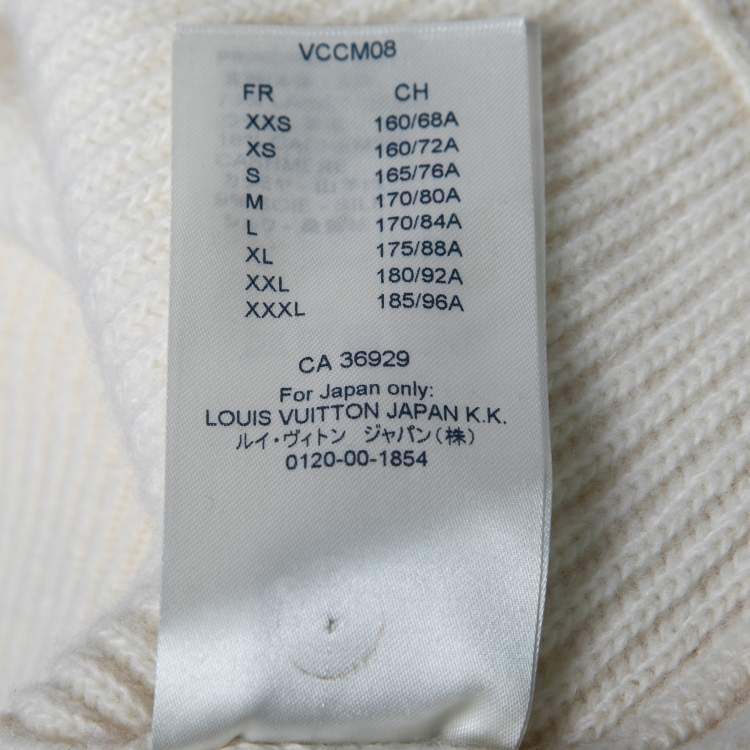 VCCM08
FR CH
XXS 160/68A
XS 160/72A
S 165/76A
M 170/80A
L 170/84A
XL 175/88A
XXL 180/92A
XXXL 185/96A
CA 36929
For Japan only:
LOUIS VUITTON JAPAN K.K.
ルイ・ヴィトン ジャパン(株)
0120-00-1854